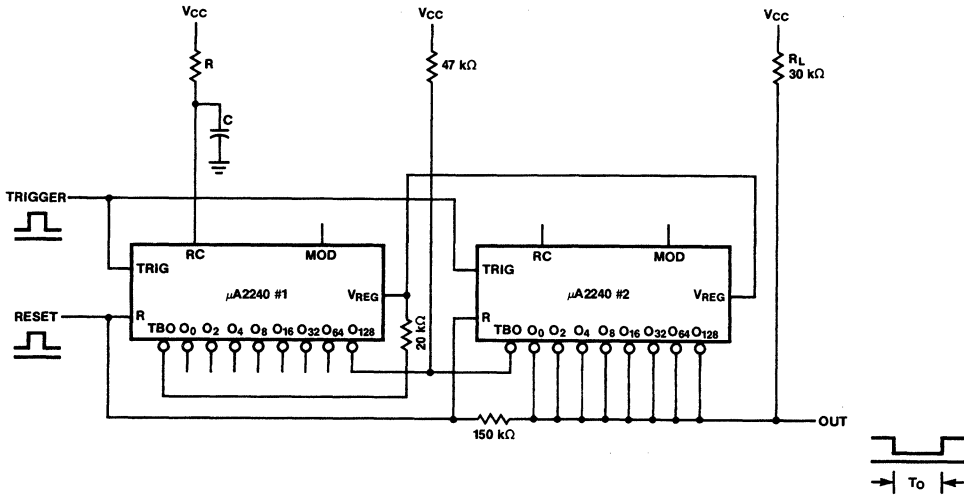 VCC VCC VCC
R
47 kΩ
RL
30 kΩ
C
TRIGGER
RC MOD
TRIG
μA2240 #1
VREG
R
TBO O0 O2 O4 O8 O16 O32 O64 O128
20 kΩ
RC MOD
TRIG
μA2240 #2
VREG
R
TBO O0 O2 O4 O8 O16 O32 O64 O128
RESET
150 kΩ
OUT
TO